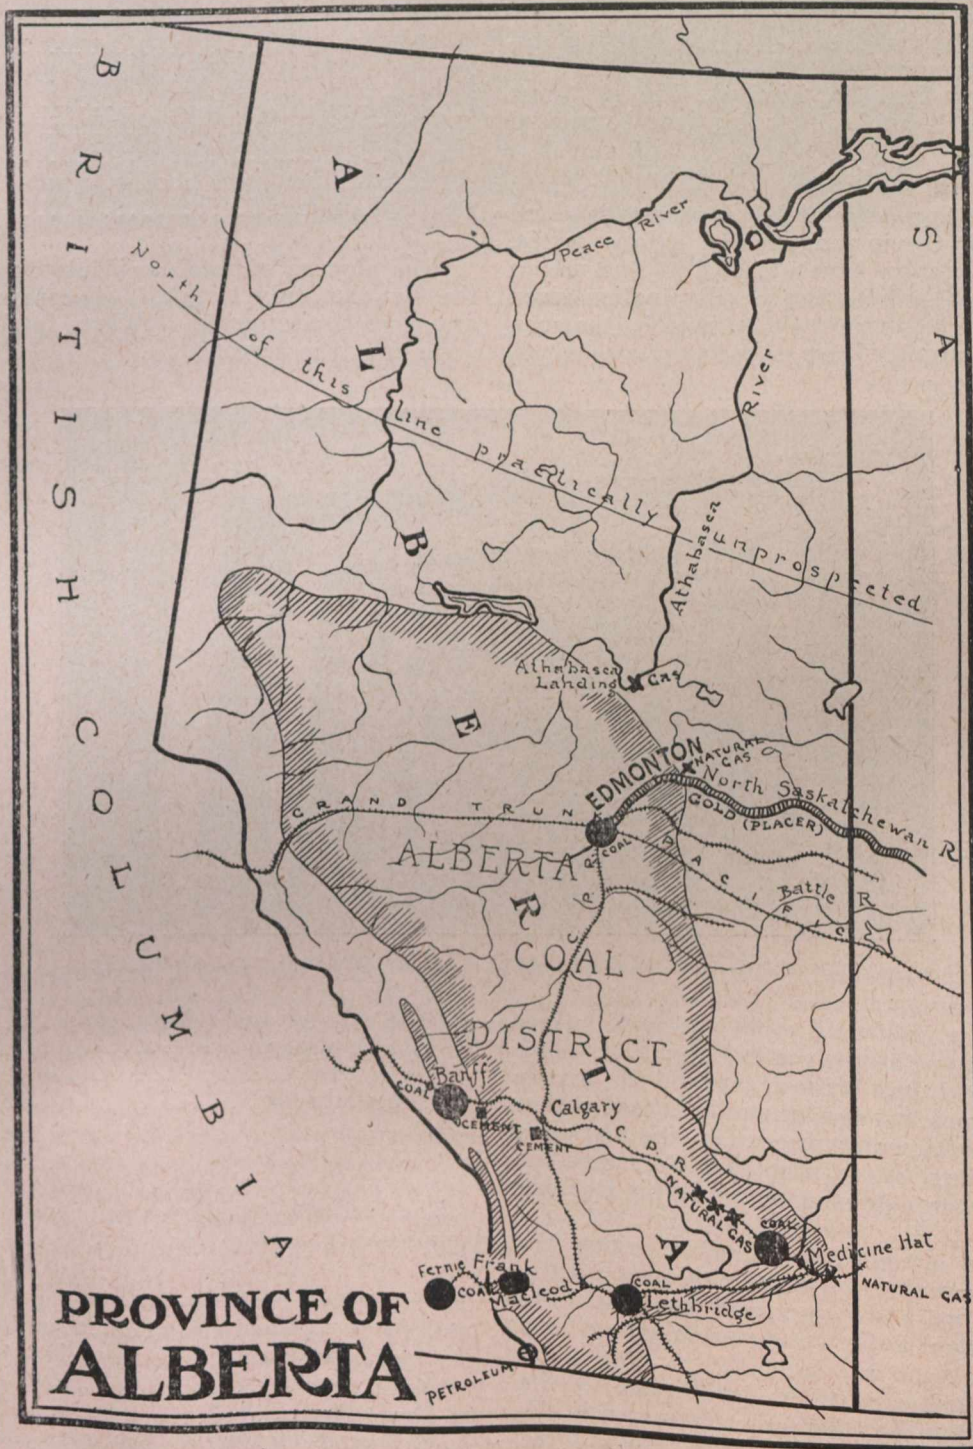 BRITISH COLUMBIA
ALBERTA
SA
Peace River
Athabasca River
North of this line practically unprospected
Athabasca
Landing
GAS
EDMONTON
NATURAL
GAS
North Saskatchewan R
GOLD (PLACER)
GRAND TRUN PACIFIC
COAL
Battle R
C P R
ALBERTA
COAL
DISTRICT
Banff
COAL
CEMENT
Calgary
CEMENT
C P R
NATURAL GAS
COAL
Medicine Hat
NATURAL GAS
Fernie
Frank
COAL
Macleod
COAL
Lethbridge
PETROLEUM
PROVINCE OF
ALBERTA